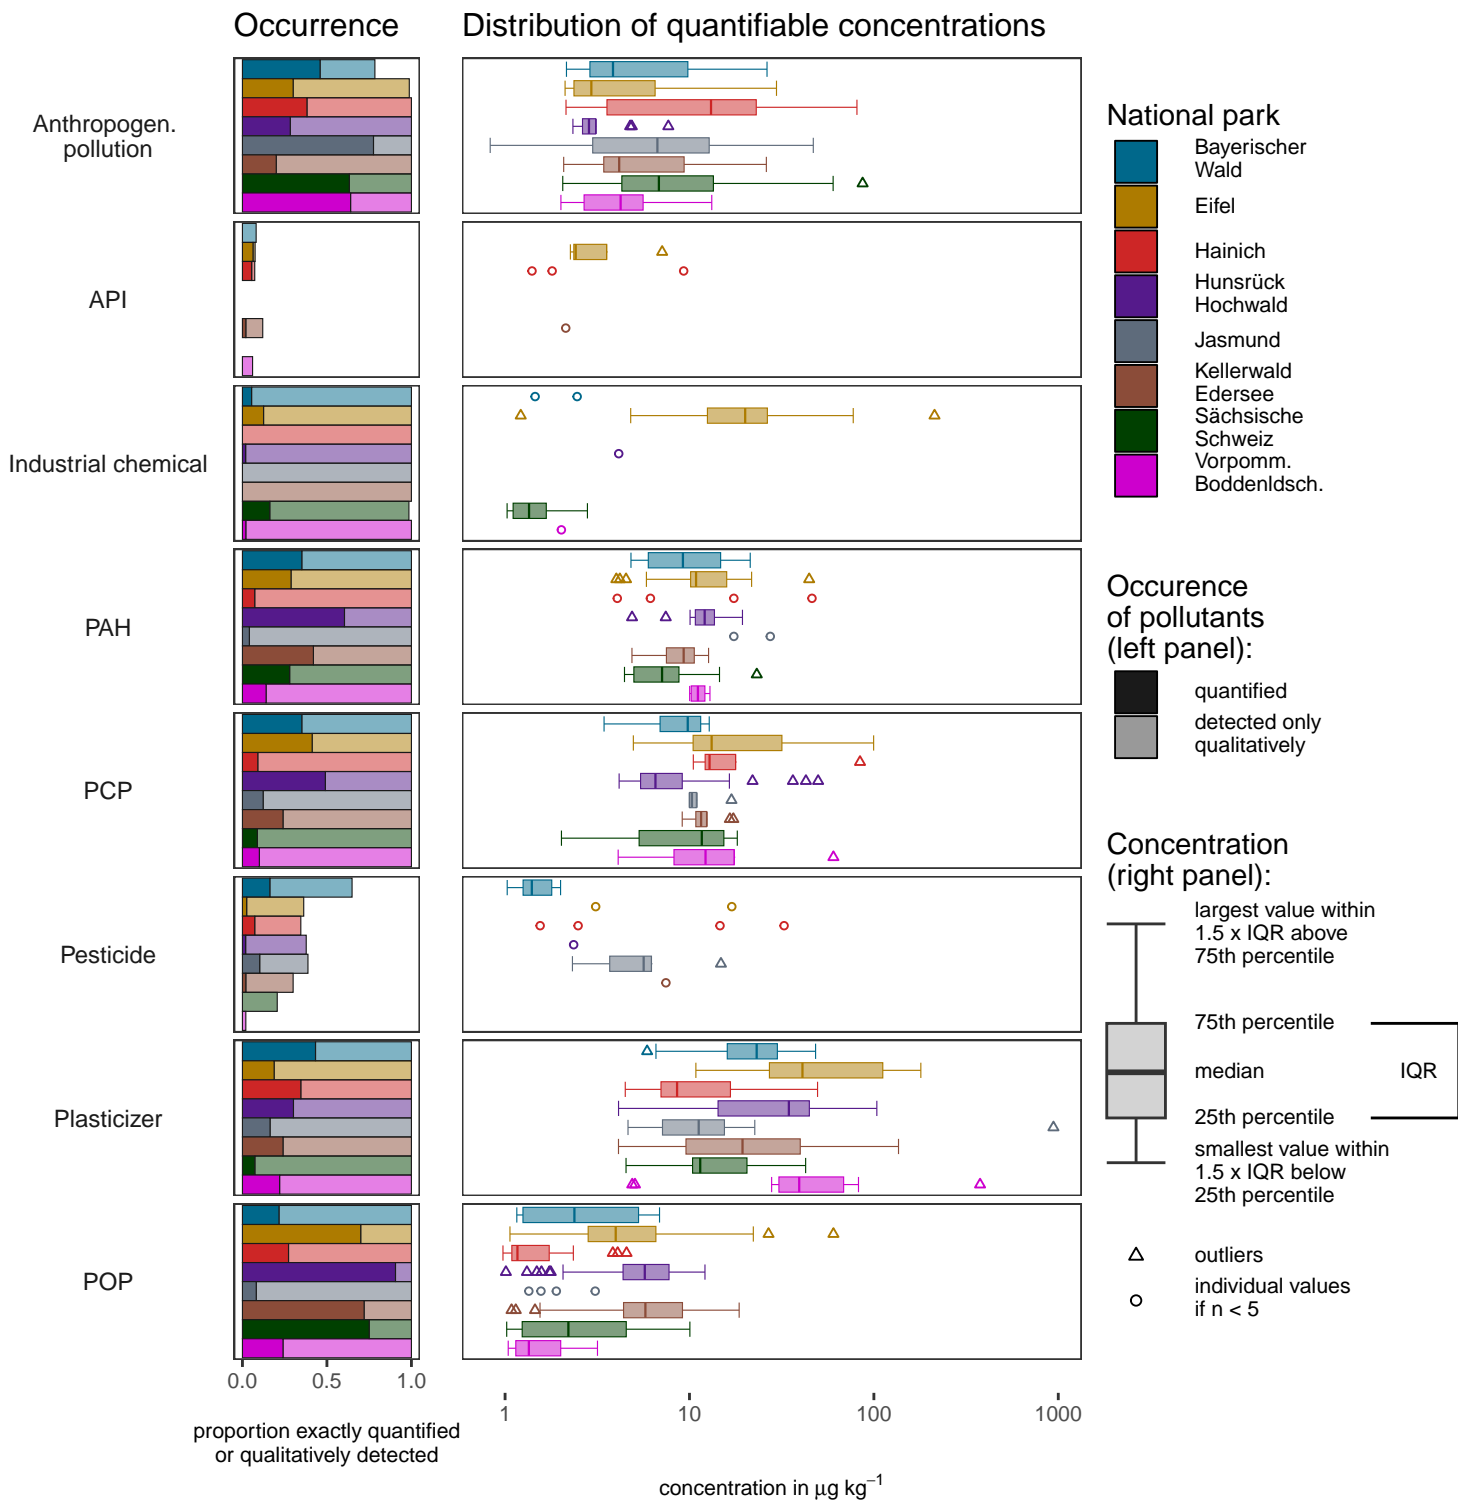 Occurrence
Distribution of quantifiable concentrations
Anthropogen.
pollution
API
Industrial chemical
PAH
PCP
Pesticide
Plasticizer
POP
0.0
0.5
1.0
proportion exactly quantified
or qualitatively detected
1
10
100
1000
concentration in μg kg⁻¹
National park
Bayerischer
Wald
Eifel
Hainich
Hunsrück
Hochwald
Jasmund
Kellerwald
Edersee
Sächsische
Schweiz
Vorpomm.
Boddenldsch.
Occurence
of pollutants
(left panel):
quantified
detected only
qualitatively
Concentration
(right panel):
largest value within
1.5 x IQR above
75th percentile
75th percentile
median
IQR
25th percentile
smallest value within
1.5 x IQR below
25th percentile
outliers
individual values
if n < 5